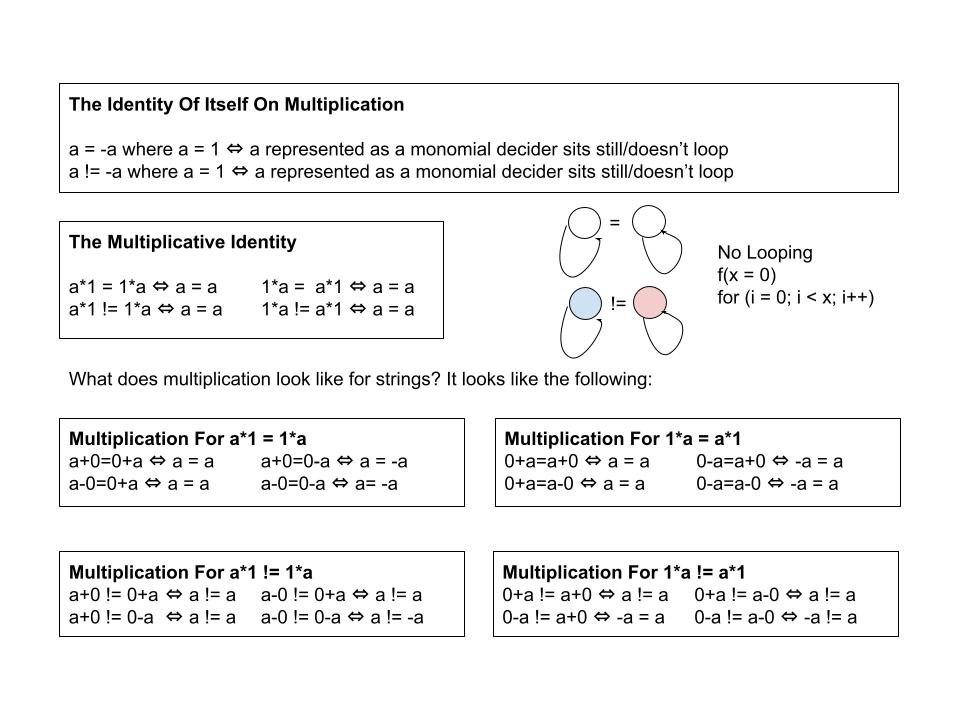 The Identity Of Itself On Multiplication
a = -a where a = 1 ⇔ a represented as a monomial decider sits still/doesn’t loop
a != -a where a = 1 ⇔ a represented as a monomial decider sits still/doesn’t loop
The Multiplicative Identity
a*1 = 1*a ⇔ a = a 1*a = a*1 ⇔ a = a
a*1 != 1*a ⇔ a = a 1*a != a*1 ⇔ a = a
=
!=
No Looping
f(x = 0)
for (i = 0; i < x; i++)
What does multiplication look like for strings? It looks like the following:
Multiplication For a*1 = 1*a
a+0=0+a ⇔ a = a a+0=0-a ⇔ a = -a
a-0=0+a ⇔ a = a a-0=0-a ⇔ a= -a
Multiplication For 1*a = a*1
0+a=a+0 ⇔ a = a 0-a=a+0 ⇔ -a = a
0+a=a-0 ⇔ a = a 0-a=a-0 ⇔ -a = a
Multiplication For a*1 != 1*a
a+0 != 0+a ⇔ a != a a-0 != 0+a ⇔ a != a
a+0 != 0-a ⇔ a != a a-0 != 0-a ⇔ a != -a
Multiplication For 1*a != a*1
0+a != a+0 ⇔ a != a 0+a != a-0 ⇔ a != a
0-a != a+0 ⇔ -a = a 0-a != a-0 ⇔ -a != a